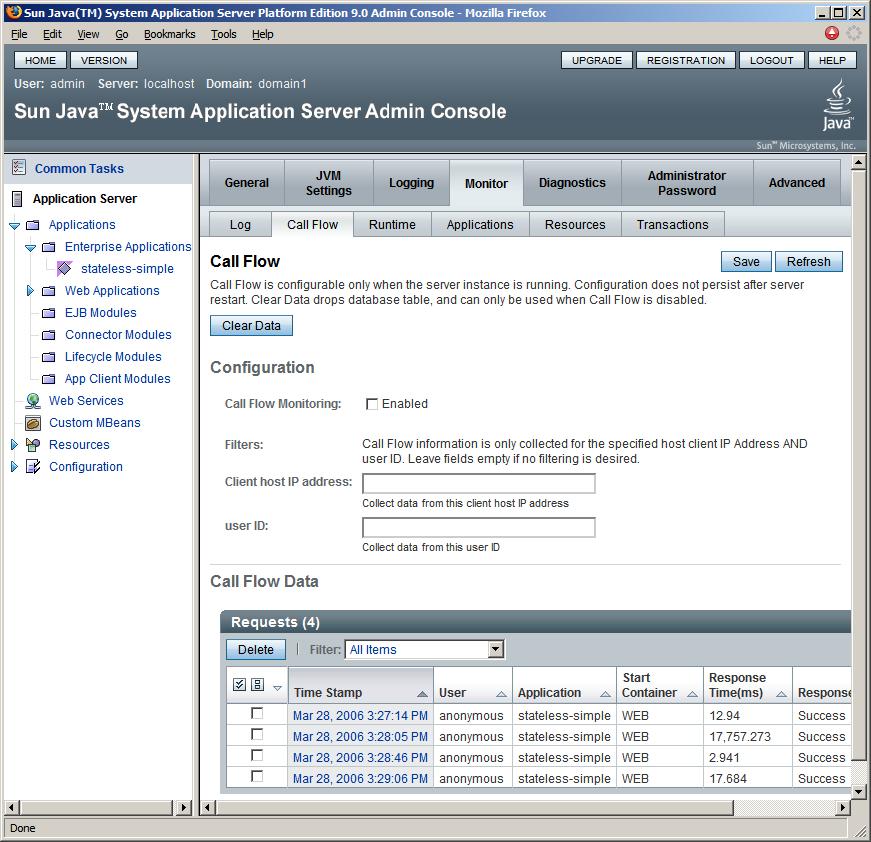 Sun Java(TM) System Application Server Platform Edition 9.0 Admin Console - Mozilla Firefox
File Edit View Go Bookmarks Tools Help
HOME VERSION UPGRADE REGISTRATION LOGOUT HELP
User: admin Server: localhost Domain: domain1
Sun Java™ System Application Server Admin Console
Java™
Sun™ Microsystems, Inc.
Common Tasks
Application Server
Applications
Enterprise Applications
stateless-simple
Web Applications
EJB Modules
Connector Modules
Lifecycle Modules
App Client Modules
Web Services
Custom MBeans
Resources
Configuration
General JVM Settings Logging Monitor Diagnostics Administrator Password Advanced
Log Call Flow Runtime Applications Resources Transactions
Call Flow Save Refresh
Call Flow is configurable only when the server instance is running. Configuration does not persist after server
restart. Clear Data drops database table, and can only be used when Call Flow is disabled.
Clear Data
Configuration
Call Flow Monitoring: Enabled
Filters: Call Flow information is only collected for the specified host client IP Address AND
user ID. Leave fields empty if no filtering is desired.
Client host IP address:
Collect data from this client host IP address
user ID:
Collect data from this user ID
Call Flow Data
Requests (4)
Delete Filter: All Items
Time Stamp User Application Start Container Response Time(ms) Response
Mar 28, 2006 3:27:14 PM anonymous stateless-simple WEB 12.94 Success
Mar 28, 2006 3:28:05 PM anonymous stateless-simple WEB 17,757.273 Success
Mar 28, 2006 3:28:46 PM anonymous stateless-simple WEB 2.941 Success
Mar 28, 2006 3:29:06 PM anonymous stateless-simple WEB 17.684 Success
Done